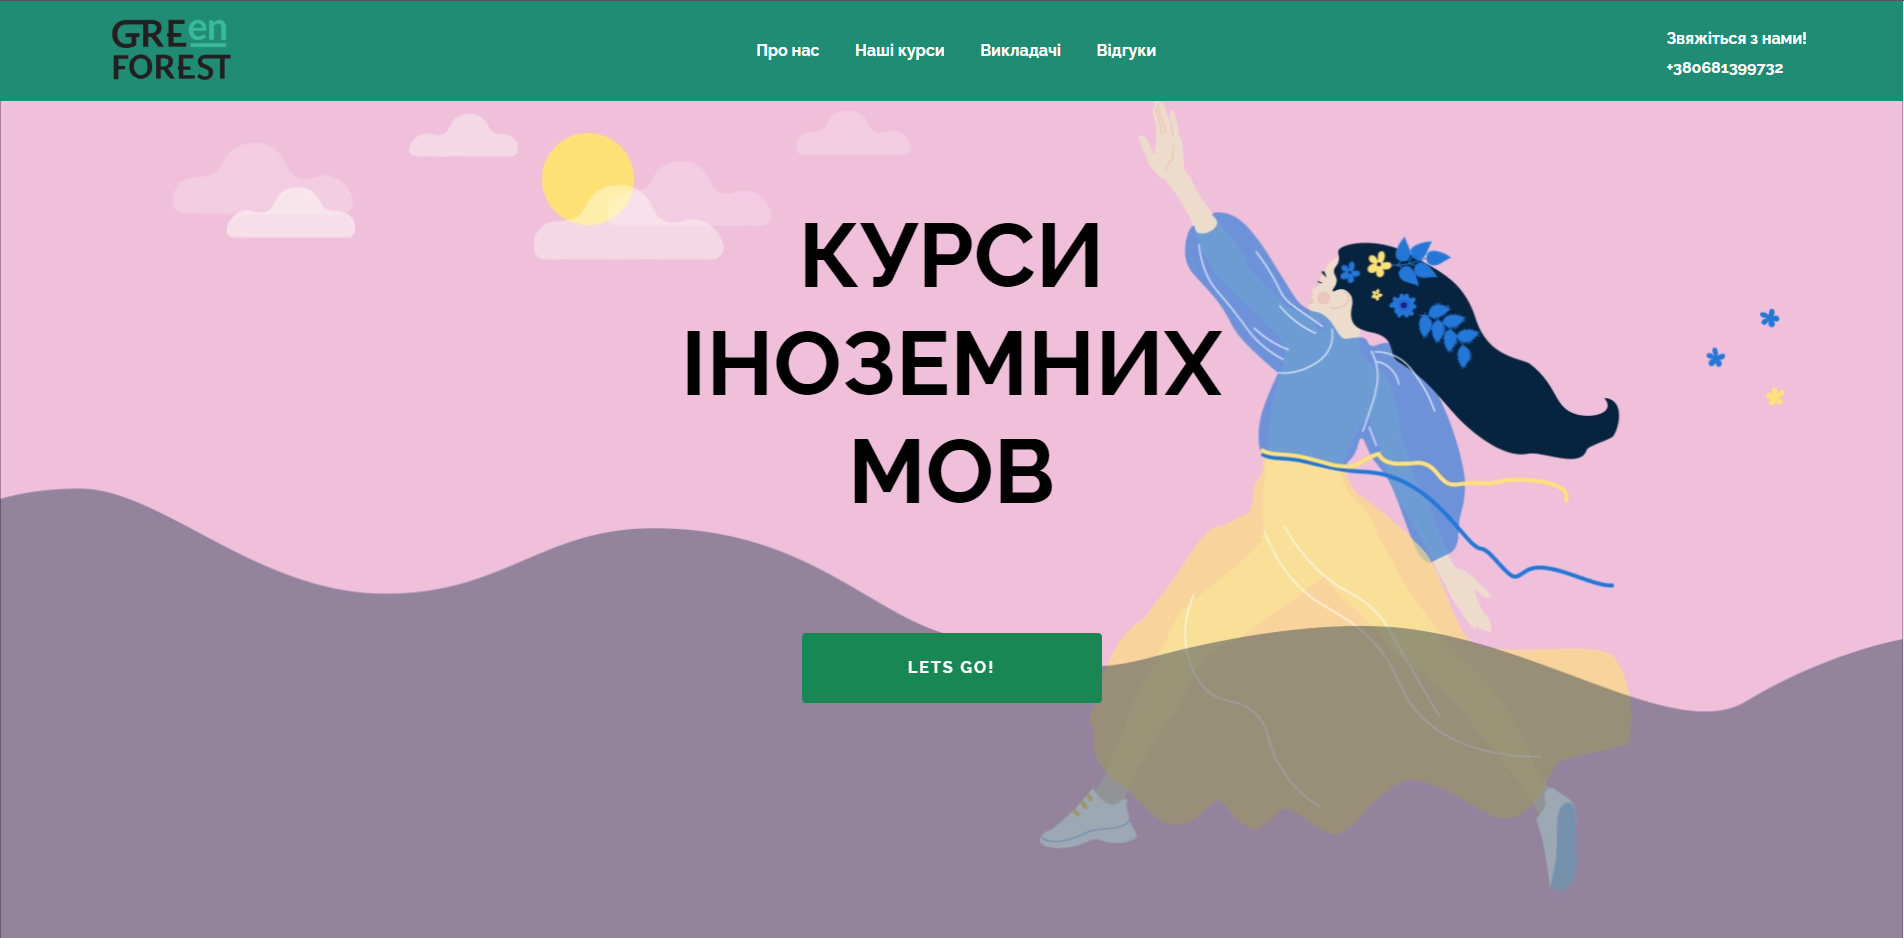 GREen
FOREST
Про нас
Наші курси
Викладачі
Відгуки
Звяжіться з нами!
+380681399732
КУРСИ
ІНОЗЕМНИХ
МОВ
LETS GO!